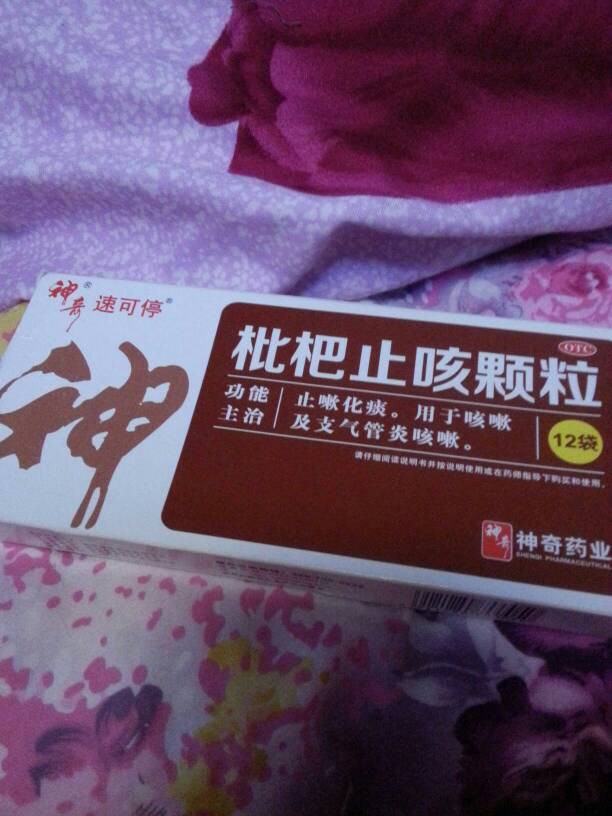 神奇® 速可停®
神
枇杷止咳颗粒
OTC
功能主治
止嗽化痰。用于咳嗽
及支气管炎咳嗽。
12袋
请仔细阅读说明书并按说明使用或在药师指导下购买和使用。
神奇 神奇药业
SHENQI PHARMACEUTICAL